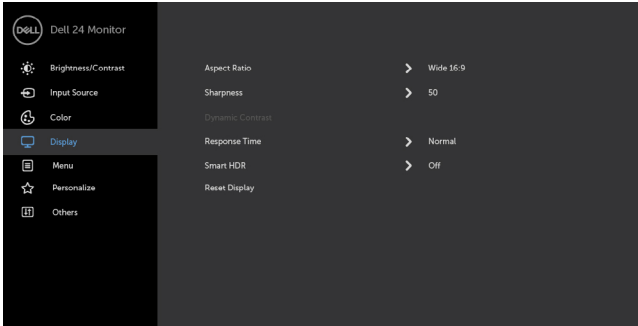 DELL Dell 24 Monitor
Brightness/Contrast Aspect Ratio Wide 16:9
Input Source Sharpness 50
Color Dynamic Contrast
Display Response Time Normal
Menu Smart HDR Off
Personalize Reset Display
Others